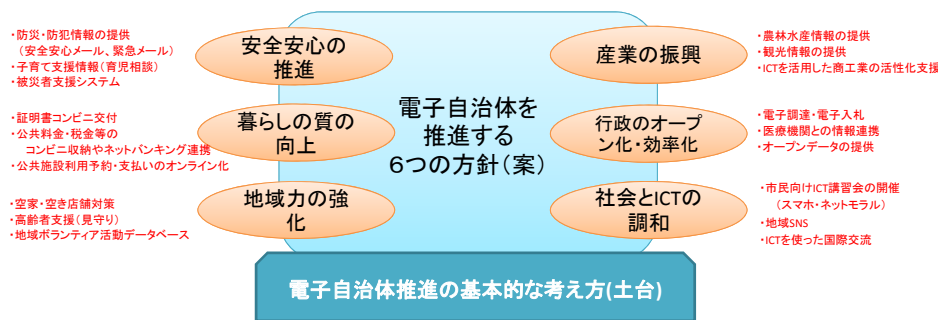 ・防災・防犯情報の提供
（安全安心メール、緊急メール）
・子育て支援情報（育児相談）
・被災者支援システム
安全安心の
推進
・証明書コンビニ交付
・公共料金・税金等の
コンビニ収納やネットバンキング連携
・公共施設利用予約・支払いのオンライン化
暮らしの質の
向上
・空家・空き店舗対策
・高齢者支援（見守り）
・地域ボランティア活動データベース
地域力の強
化
電子自治体を
推進する
６つの方針（案）
産業の振興
・農林水産情報の提供
・観光情報の提供
・ICTを活用した商工業の活性化支援
行政のオープ
ン化・効率化
・電子調達・電子入札
・医療機関との情報連携
・オープンデータの提供
社会とICTの
調和
・市民向けICT講習会の開催
（スマホ・ネットモラル）
・地域SNS
・ICTを使った国際交流
電子自治体推進の基本的な考え方(土台)